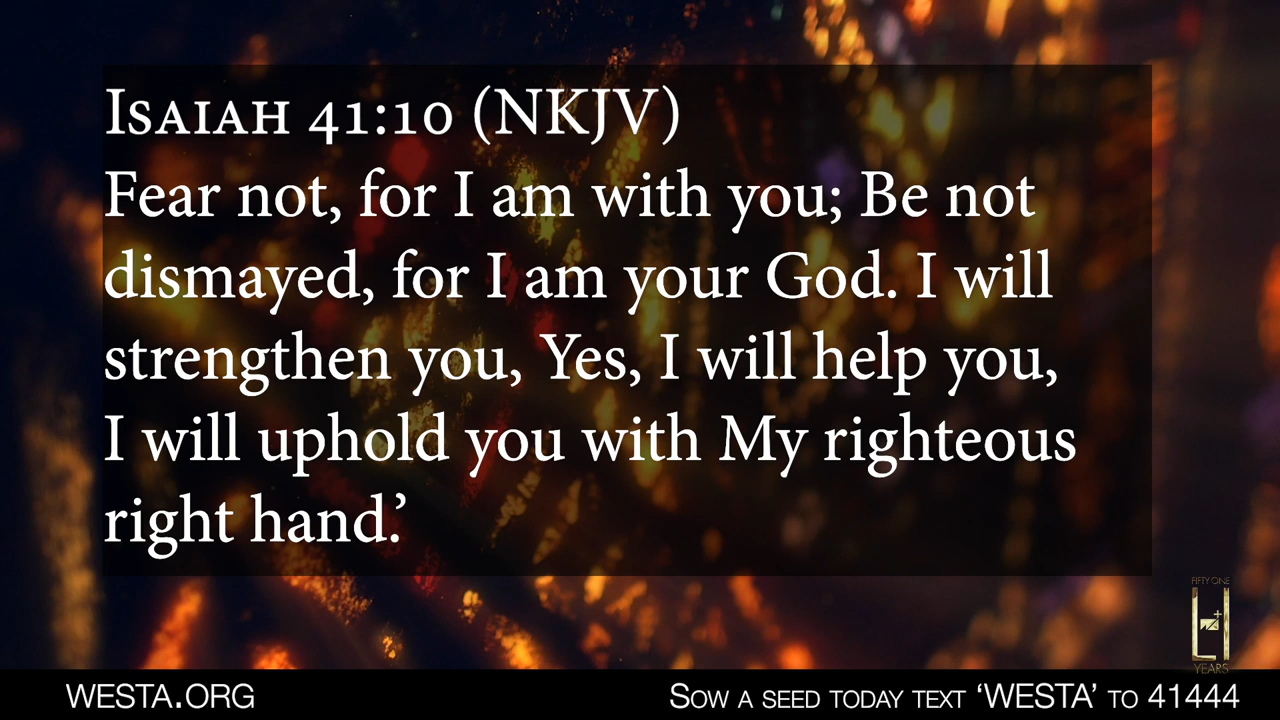 Isaiah 41:10 (NKJV)
Fear not, for I am with you; Be not
dismayed, for I am your God. I will
strengthen you, Yes, I will help you,
I will uphold you with My righteous
right hand.’
FIFTY ONE
LI
YEARS
WESTA.ORG
Sow a seed today text ‘WESTA’ to 41444